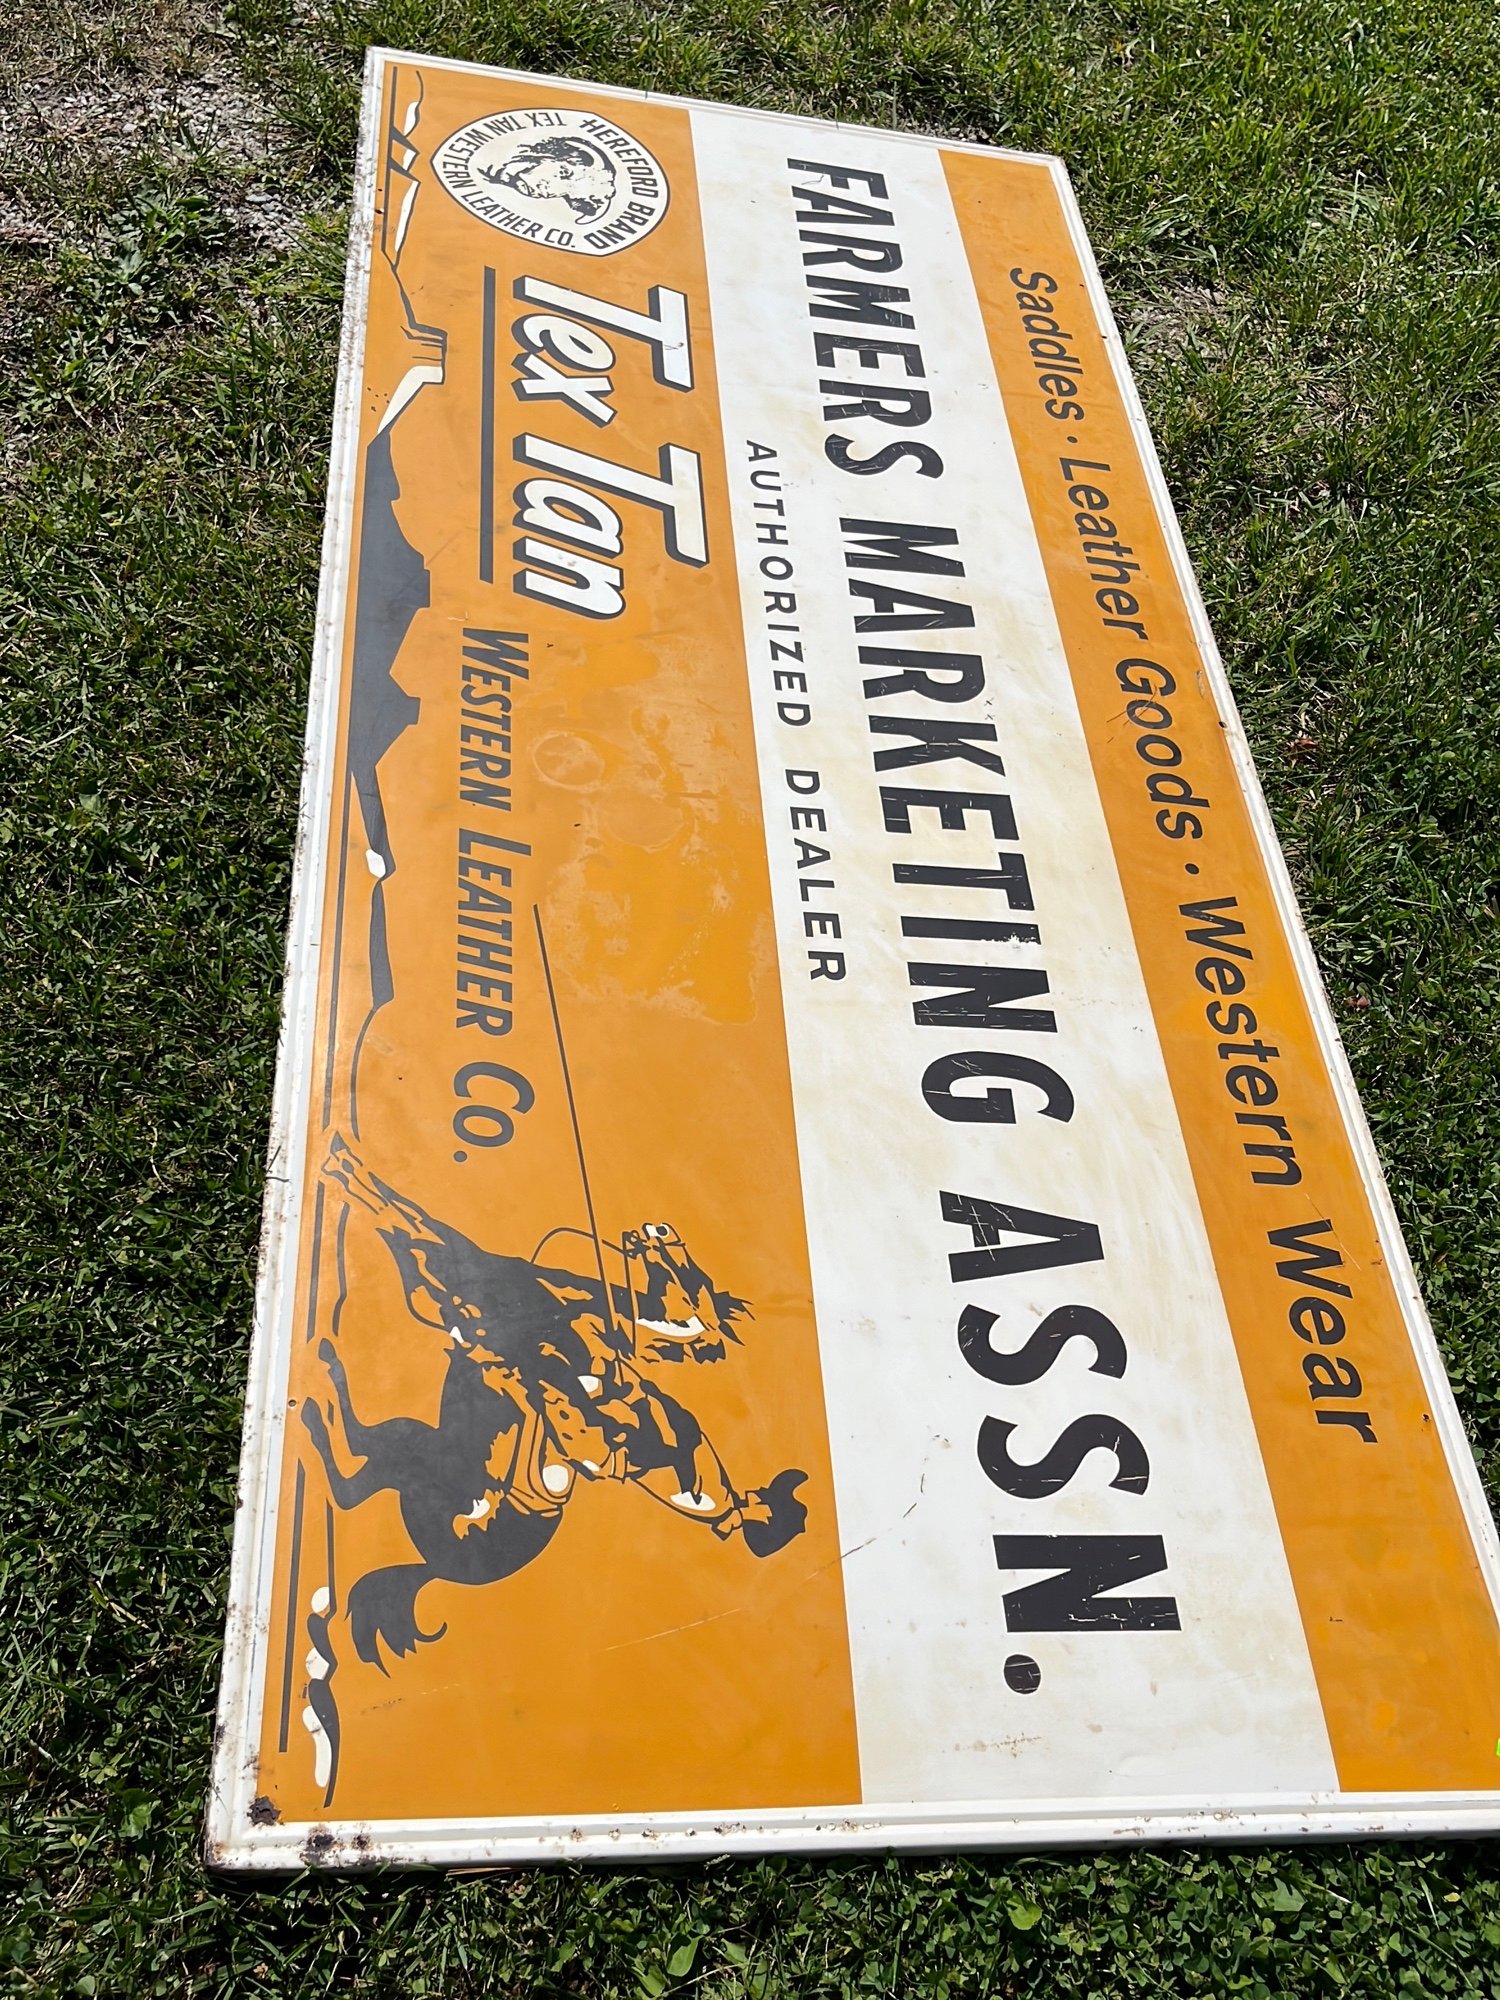 Saddles · Leather Goods · Western Wear
FARMERS MARKETING ASSN.
AUTHORIZED DEALER
HEREFORD BRAND
TEX TAN WESTERN LEATHER CO.
Tex Tan
WESTERN LEATHER CO.